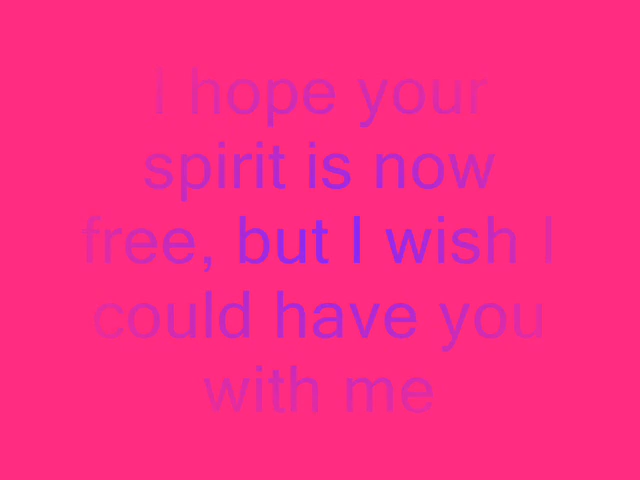 I hope your
spirit is now
free, but I wish I
could have you
with me